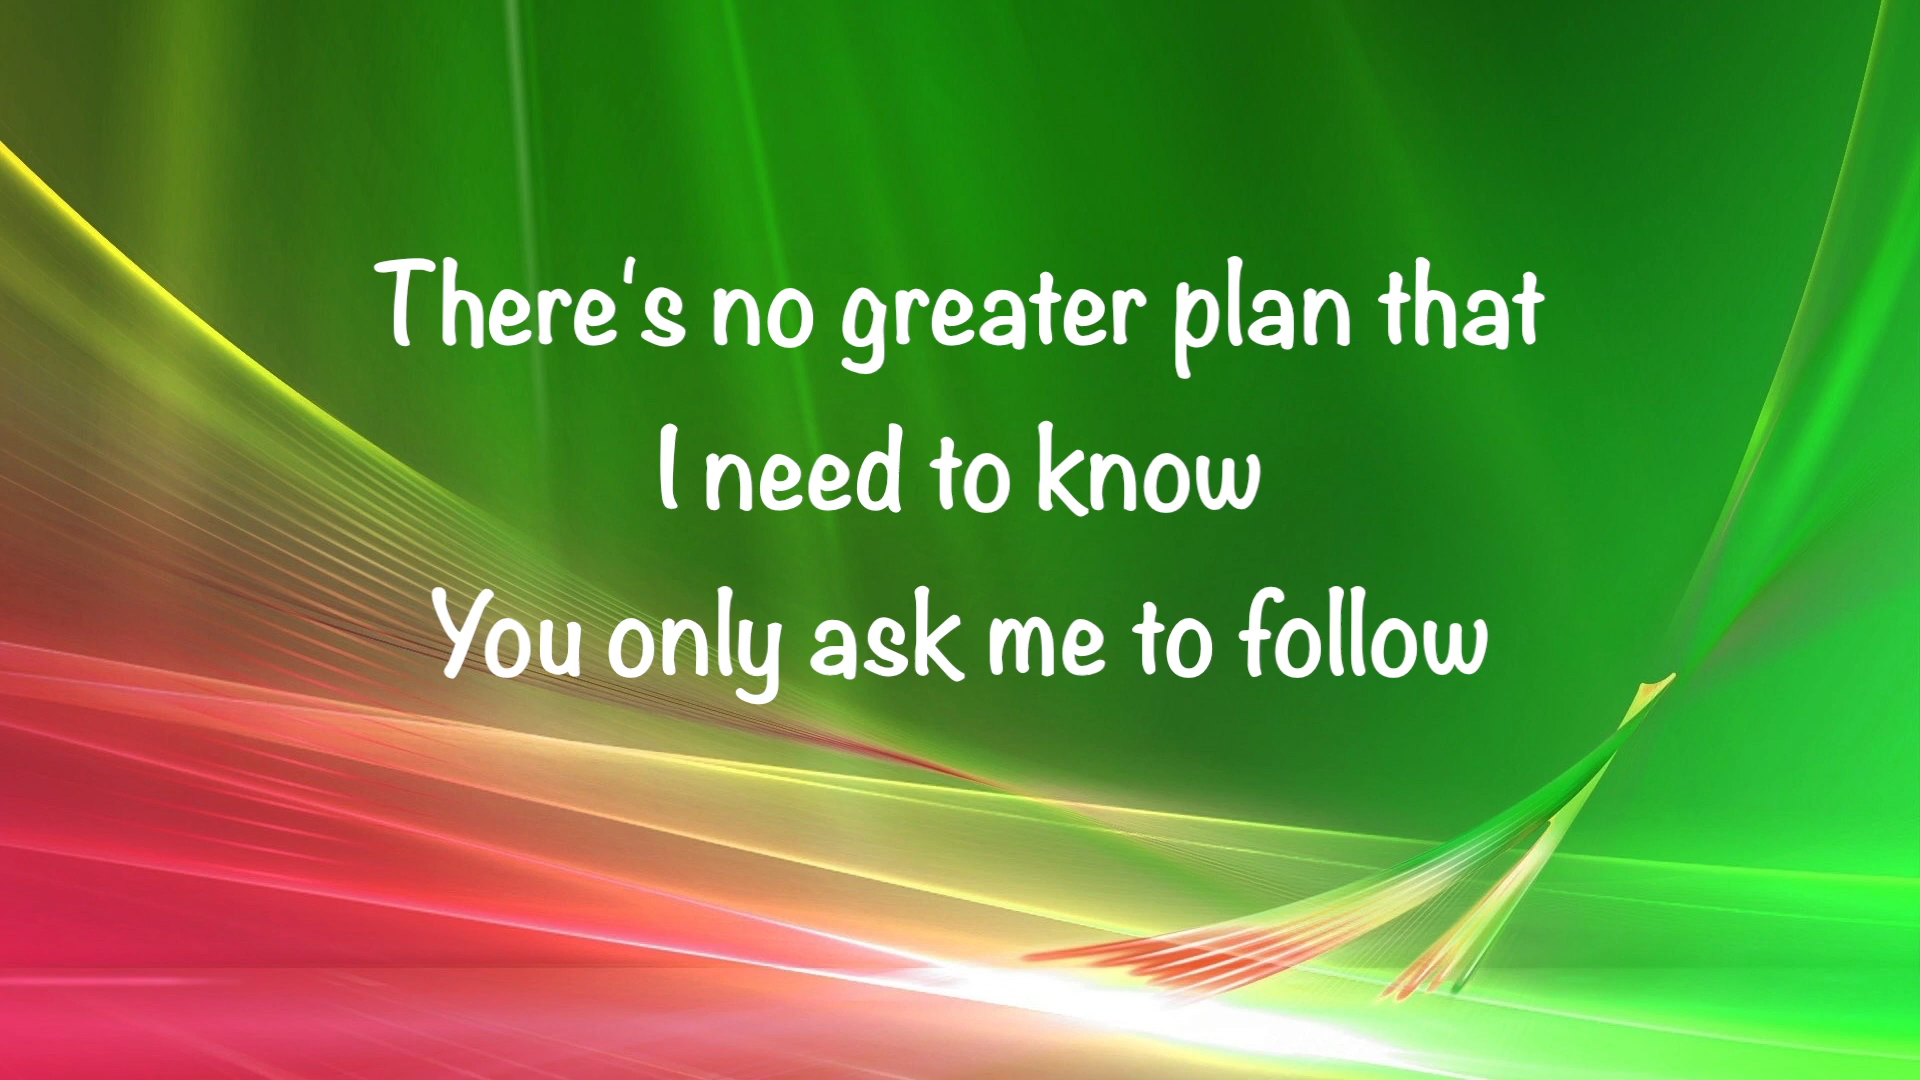 There's no greater plan that
I need to know
You only ask me to follow